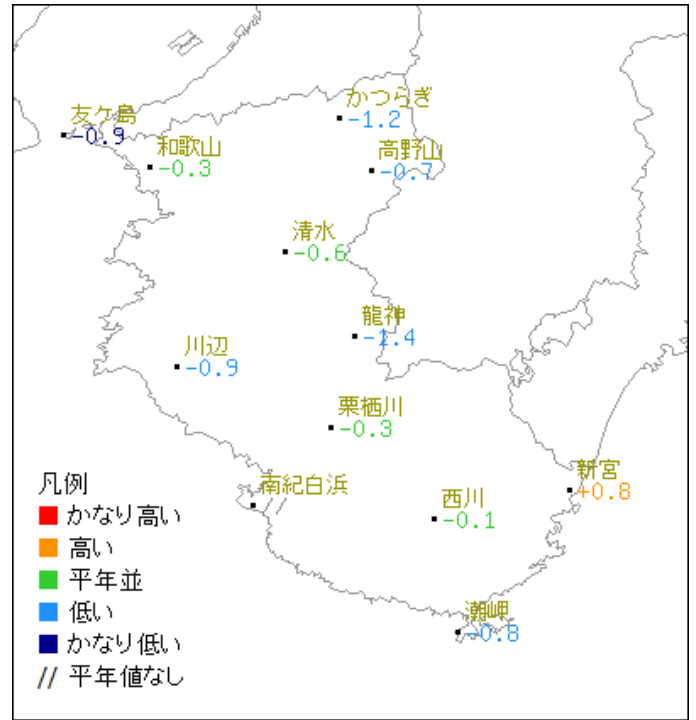 かつらぎ
-1.2
友ケ島
-0.9
和歌山
-0.3
高野山
-0.7
清水
-0.6
龍神
-1.4
川辺
-0.9
栗栖川
-0.3
南紀白浜
//
西川
-0.1
新宮
+0.8
潮岬
-0.8
凡例
かなり高い
高い
平年並
低い
かなり低い
// 平年値なし